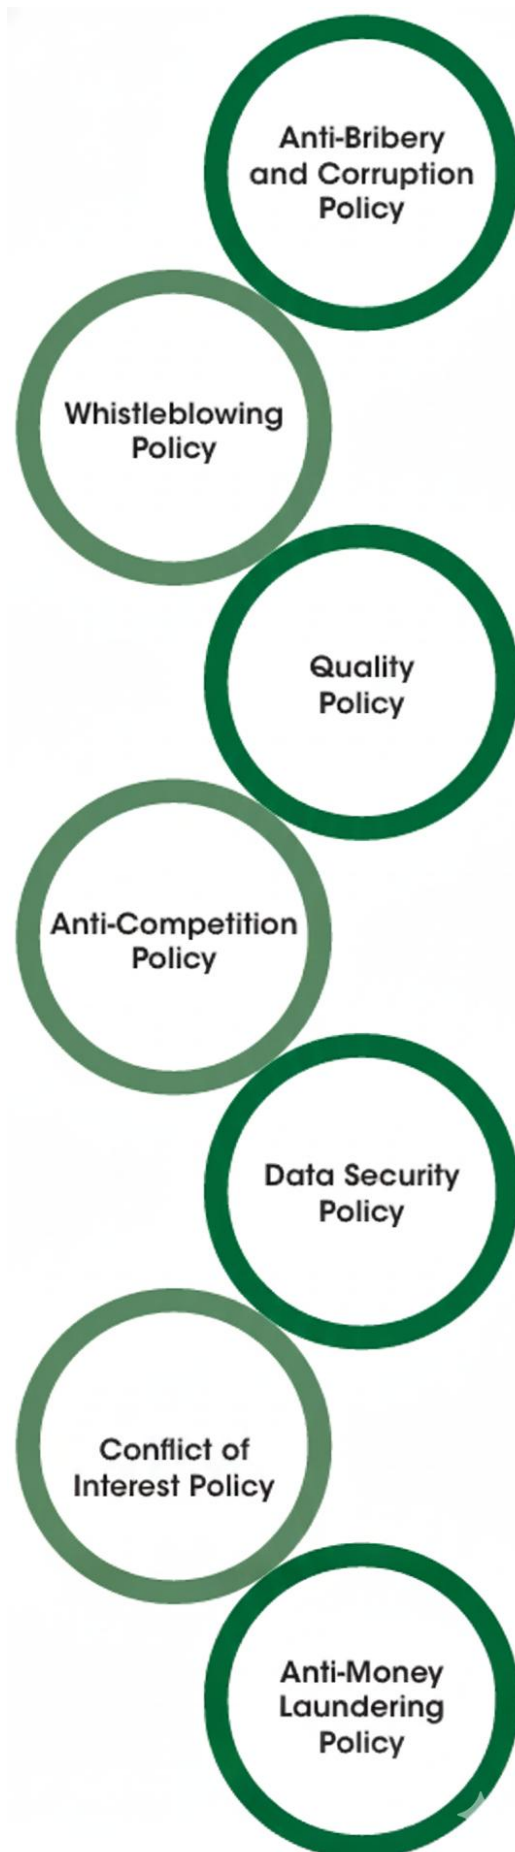 Anti-Bribery
and Corruption
Policy
Whistleblowing
Policy
Quality
Policy
Anti-Competition
Policy
Data Security
Policy
Conflict of
Interest Policy
Anti-Money
Laundering
Policy